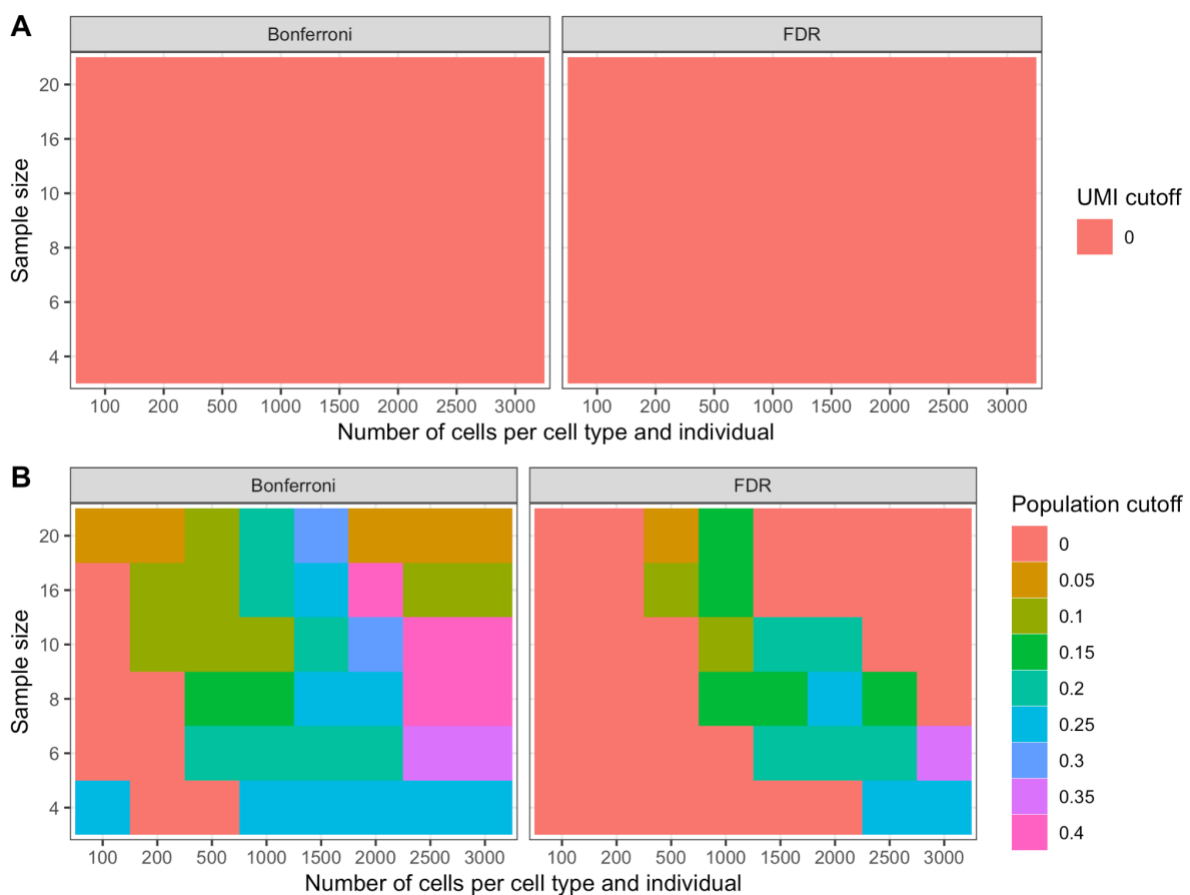 A
Bonferroni
FDR
Sample size
20
16
10
8
6
4
100 200 500 1000 1500 2000 2500 3000
100 200 500 1000 1500 2000 2500 3000
Number of cells per cell type and individual
UMI cutoff
0
B
Bonferroni
FDR
Sample size
20
16
10
8
6
4
100 200 500 1000 1500 2000 2500 3000
100 200 500 1000 1500 2000 2500 3000
Number of cells per cell type and individual
Population cutoff
0
0.05
0.1
0.15
0.2
0.25
0.3
0.35
0.4